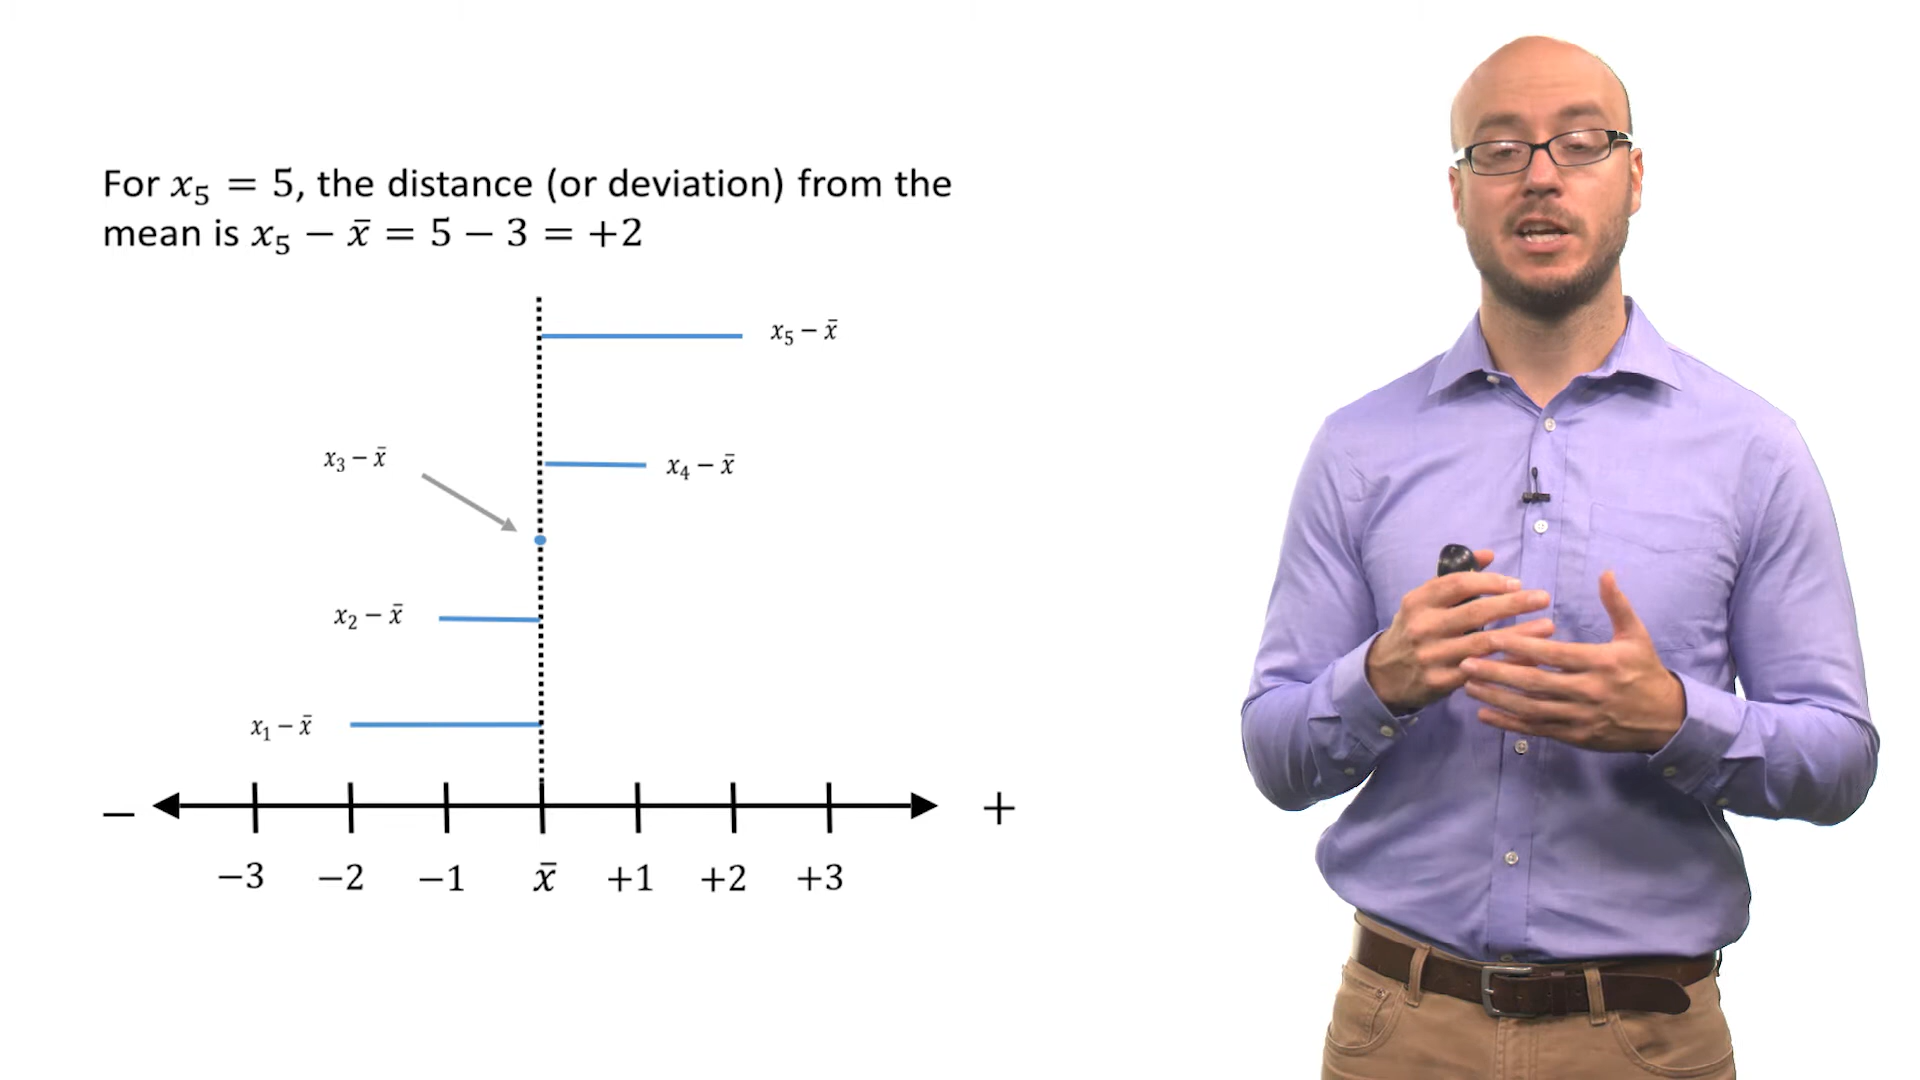 For x₅ = 5, the distance (or deviation) from the
mean is x₅ − x̄ = 5 − 3 = +2
x₅ − x̄
x₃ − x̄
x₄ − x̄
x₂ − x̄
x₁ − x̄
− +
−3 −2 −1 x̄ +1 +2 +3